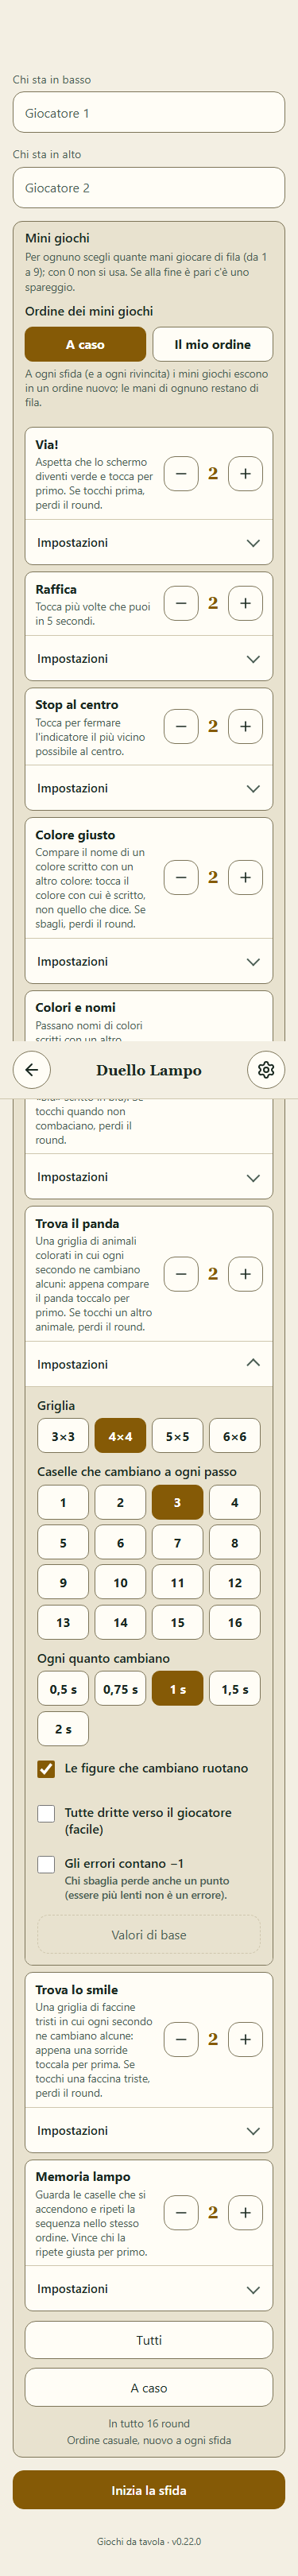 Chi sta in basso
Giocatore 1
Chi sta in alto
Giocatore 2
Mini giochi
Per ognuno scegli quante mani giocare di fila (da 1
a 9); con 0 non si usa. Se alla fine è pari c'è uno
spareggio.
Ordine dei mini giochi
A caso
Il mio ordine
A ogni sfida (e a ogni rivincita) i mini giochi escono
in un ordine nuovo; le mani di ognuno restano di
fila.
Via!
Aspetta che lo schermo
diventi verde e tocca per
primo. Se tocchi prima,
perdi il round.
− 2 +
Impostazioni
Raffica
Tocca più volte che puoi
in 5 secondi.
− 2 +
Impostazioni
Stop al centro
Tocca per fermare
l'indicatore il più vicino
possibile al centro.
− 2 +
Impostazioni
Colore giusto
Compare il nome di un
colore scritto con un
altro colore: tocca il
colore con cui è scritto,
non quello che dice. Se
sbagli, perdi il round.
− 2 +
Impostazioni
Colori e nomi
Passano nomi di colori
scritti con un altro
Duello Lampo
tocchi quando non
combaciano, perdi il
round.
Impostazioni
Trova il panda
Una griglia di animali
colorati in cui ogni
secondo ne cambiano
alcuni: appena compare
il panda toccalo per
primo. Se tocchi un altro
animale, perdi il round.
− 2 +
Impostazioni
Griglia
3×3 4×4 5×5 6×6
Caselle che cambiano a ogni passo
1 2 3 4
5 6 7 8
9 10 11 12
13 14 15 16
Ogni quanto cambiano
0,5 s 0,75 s 1 s 1,5 s
2 s
Le figure che cambiano ruotano
Tutte dritte verso il giocatore
(facile)
Gli errori contano −1
Chi sbaglia perde anche un punto
(essere più lenti non è un errore).
Valori di base
Trova lo smile
Una griglia di faccine
tristi in cui ogni secondo
ne cambiano alcune:
appena una sorride
toccala per prima. Se
tocchi una faccina triste,
perdi il round.
− 2 +
Impostazioni
Memoria lampo
Guarda le caselle che si
accendono e ripeti la
sequenza nello stesso
ordine. Vince chi la
ripete giusta per primo.
− 2 +
Impostazioni
Tutti
A caso
In tutto 16 round
Ordine casuale, nuovo a ogni sfida
Inizia la sfida
Giochi da tavola · v0.22.0